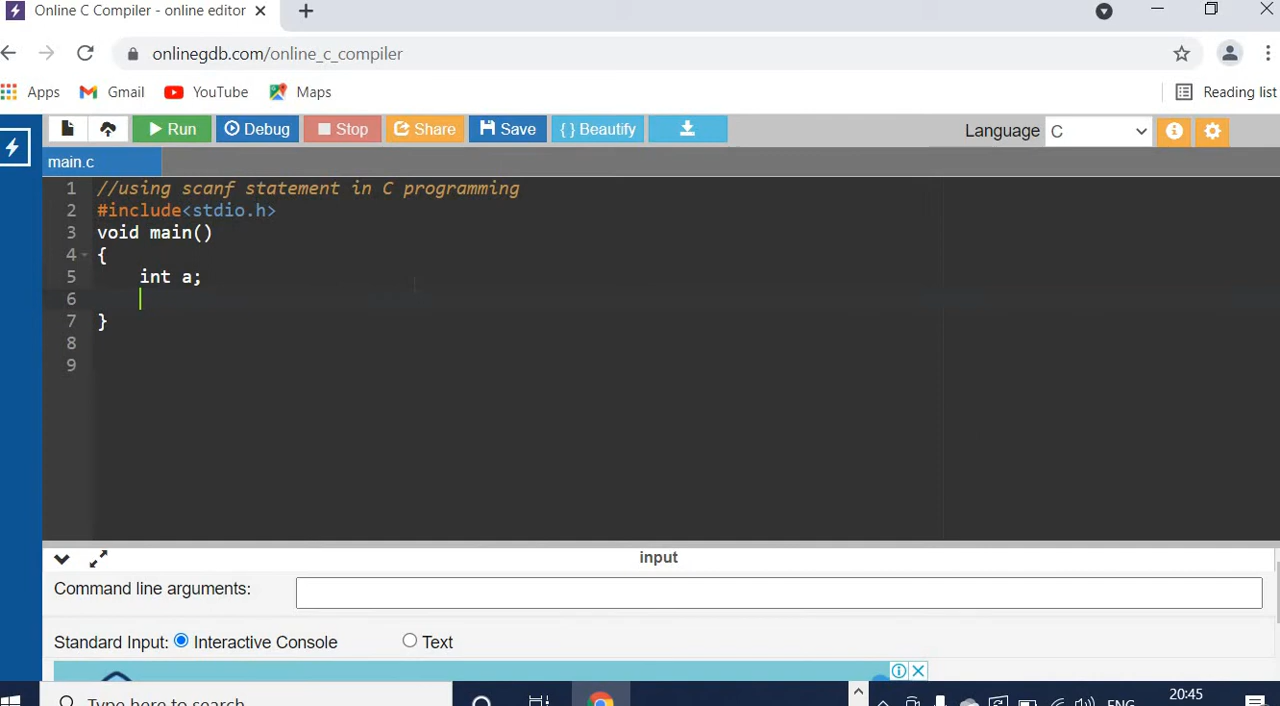 Online C Compiler - online editor
onlinegdb.com/online_c_compiler
Apps Gmail YouTube Maps Reading list
Run Debug Stop Share Save { } Beautify Language C
main.c
1 //using scanf statement in C programming
2 #include<stdio.h>
3 void main()
4 {
5 int a;
6
7 }
8
9
input
Command line arguments:
Standard Input: Interactive Console Text
Type here to search ENG 20:45